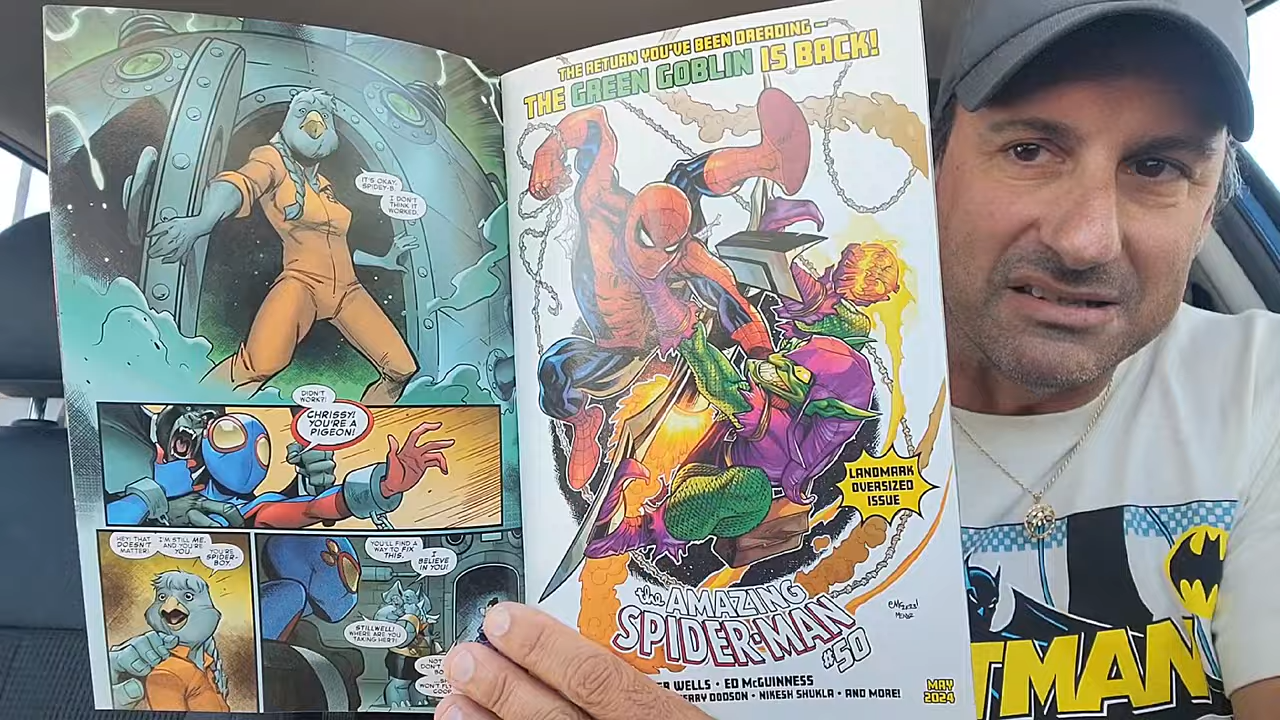 IT'S OKAY,
SPIDEY-B.
I DON'T
THINK IT
WORKED.
DIDN'T
WORK?!
CHRISSY!
YOU'RE A
PIGEON!
HEY! THAT
DOESN'T
MATTER!
I'M STILL ME,
AND YOU'RE
YOU.
YOU'RE
SPIDER-
BOY.
YOU'LL FIND A
WAY TO FIX
THIS.
I
BELIEVE
IN YOU!
STILLWELL!
WHERE ARE YOU
TAKING HER?!
THE RETURN YOU'VE BEEN DREADING—
THE GREEN GOBLIN IS BACK!
LANDMARK
OVERSIZED
ISSUE
the AMAZING
SPIDER-MAN
#50
WELLS • ED McGUINNESS
DODSON • NIKESH SHUKLA • AND MORE!
MAY
2024
TMAN